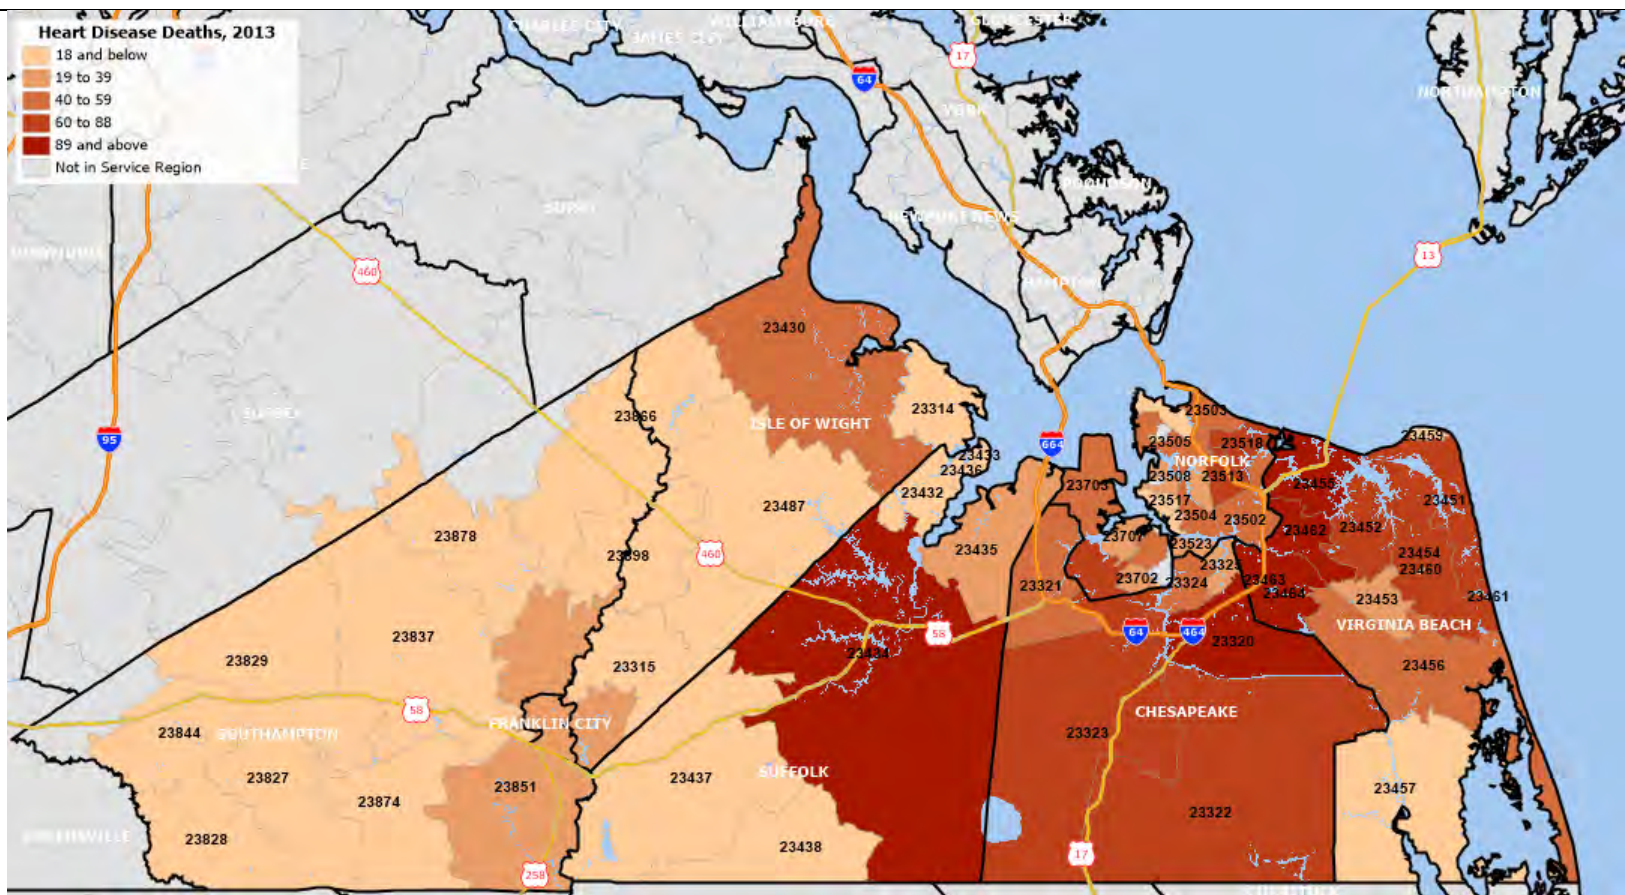 Heart Disease Deaths, 2013
18 and below
19 to 39
40 to 59
60 to 88
89 and above
Not in Service Region
CHARLES CITY
JAMES CITY
WILLIAMSBURG
GLOUCESTER
17
64
YORK
NORTHAMPTON
POQUOSON
SURRY
NEWPORT NEWS
460
13
HAMPTON
23430
SUSSEX
95
23866
ISLE OF WIGHT
23314
664
23503
23433
23436
23505
23518
23459
NORFOLK
23432
23703
23508
23513
23455
23451
23487
23517
23504
23502
23462
23452
23878
23898
460
23435
23707
23523
23454
23460
23321
23702
23324
23325
23463
23464
23453
23461
23837
58
64
464
23320
VIRGINIA BEACH
23829
23315
23434
23456
58
FRANKLIN CITY
CHESAPEAKE
23844
SOUTHAMPTON
23323
23827
23851
23437
SUFFOLK
23457
23874
23322
GREENSVILLE
23828
23438
17
258